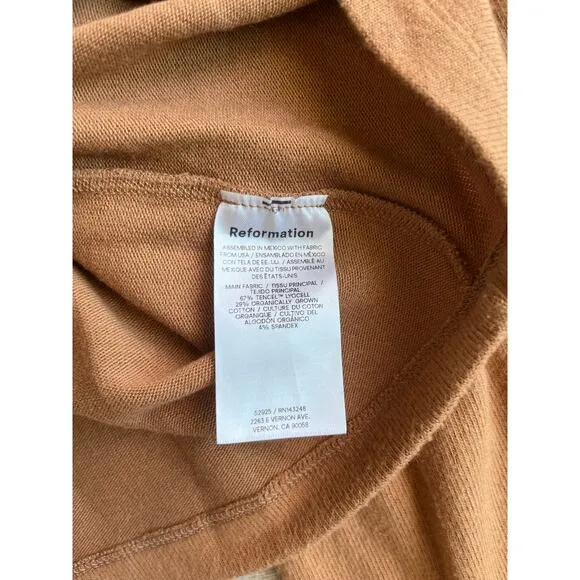 Reformation
ASSEMBLED IN MEXICO WITH FABRIC
FROM USA / ENSAMBLADO EN MÉXICO
CON TELA DE EE. UU. / ASSEMBLÉ AU
MEXIQUE AVEC DU TISSU PROVENANT
DES ÉTATS-UNIS
MAIN FABRIC / TISSU PRINCIPAL /
TEJIDO PRINCIPAL
67% TENCEL™ LYOCELL
29% ORGANICALLY GROWN
COTTON / CULTURE DU COTON
ORGANIQUE / CULTIVO DEL
ALGODÓN ORGÁNICO
4% SPANDEX
52925 / RN143248
2263 E VERNON AVE.
VERNON, CA 90058